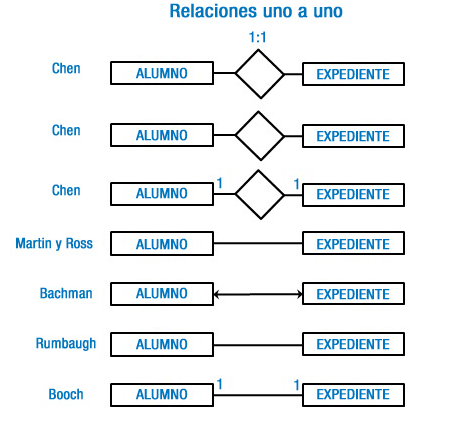 Relaciones uno a uno
1:1
Chen ALUMNO EXPEDIENTE
Chen ALUMNO EXPEDIENTE
Chen ALUMNO 1 1 EXPEDIENTE
Martin y Ross ALUMNO EXPEDIENTE
Bachman ALUMNO EXPEDIENTE
Rumbaugh ALUMNO EXPEDIENTE
Booch ALUMNO 1 1 EXPEDIENTE